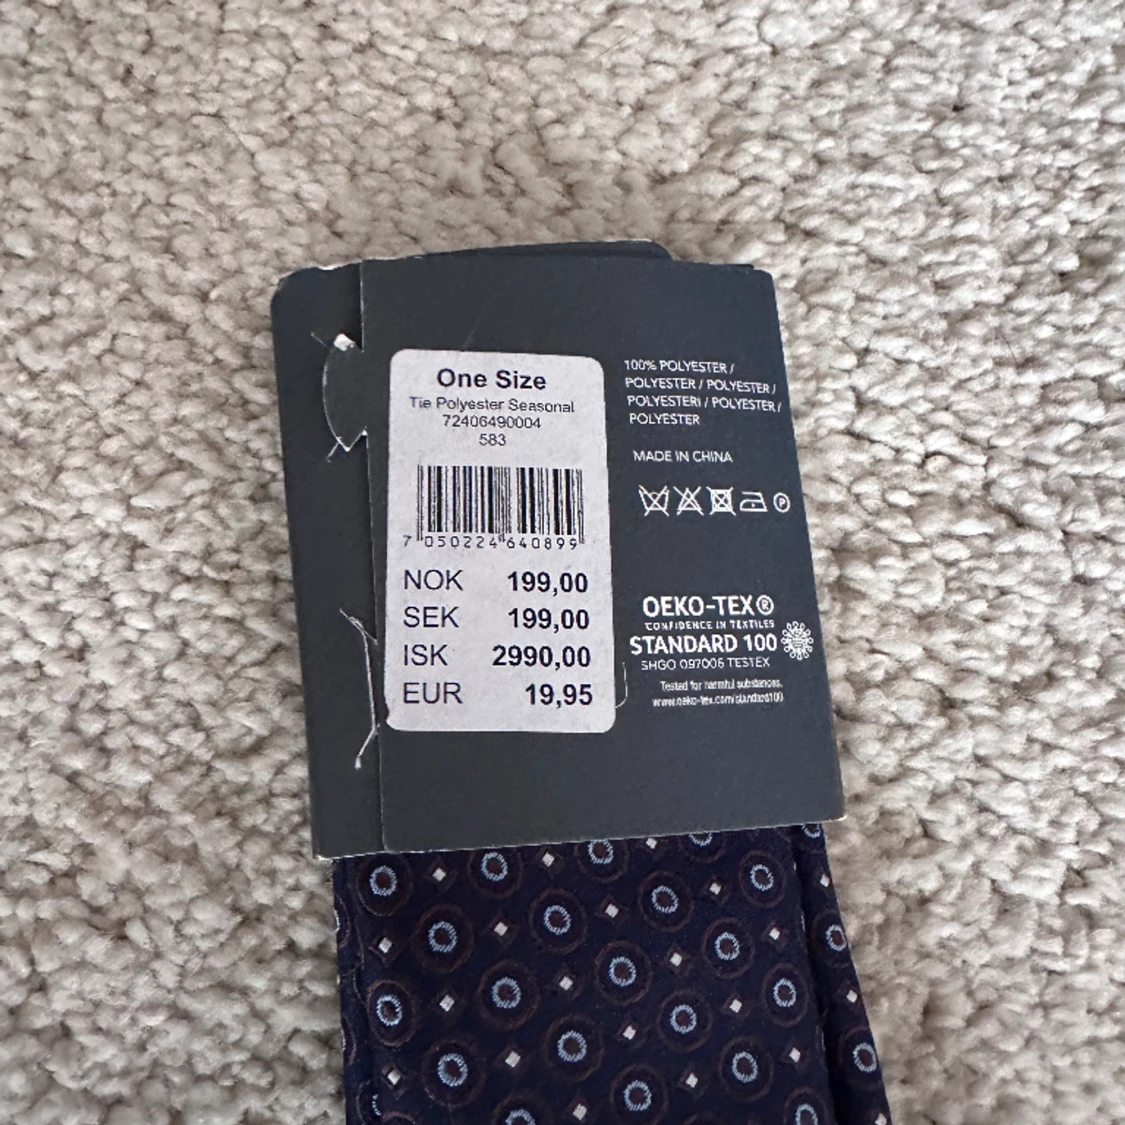 One Size
Tie Polyester Seasonal
72406490004
583
7 050224 640899
NOK 199,00
SEK 199,00
ISK 2990,00
EUR 19,95
100% POLYESTER /
POLYESTER / POLYESTER /
POLYESTERI / POLYESTER /
POLYESTER
MADE IN CHINA
P
OEKO-TEX®
CONFIDENCE IN TEXTILES
STANDARD 100
SHGO 097006 TESTEX
Tested for harmful substances.
www.oeko-tex.com/standard100